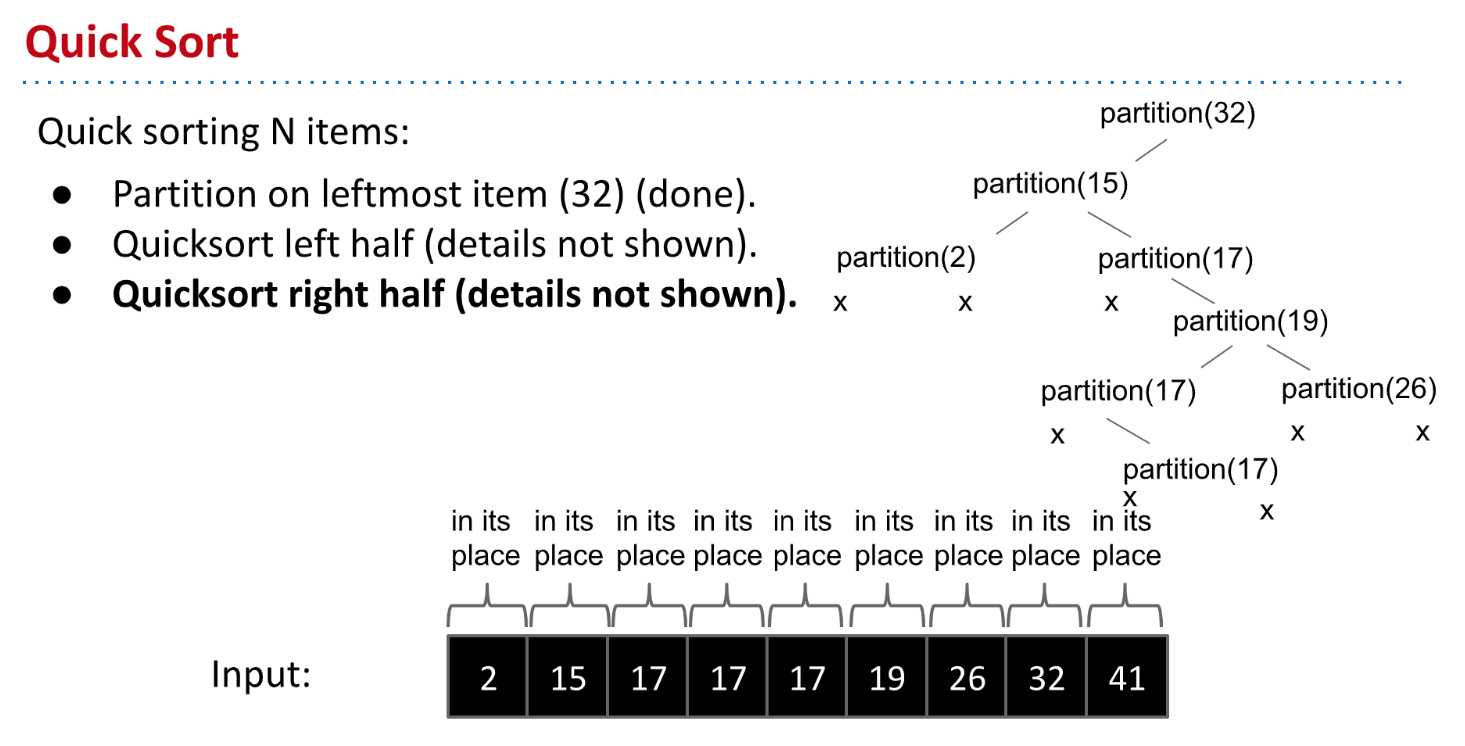 Quick Sort
Quick sorting N items:
● Partition on leftmost item (32) (done).
● Quicksort left half (details not shown).
● Quicksort right half (details not shown).
partition(32)
partition(15)
partition(2) partition(17)
x x x
partition(19)
partition(17) partition(26)
x x x
partition(17)
x x
in its in its in its in its in its in its in its in its in its
place place place place place place place place place
Input: 2 15 17 17 17 19 26 32 41